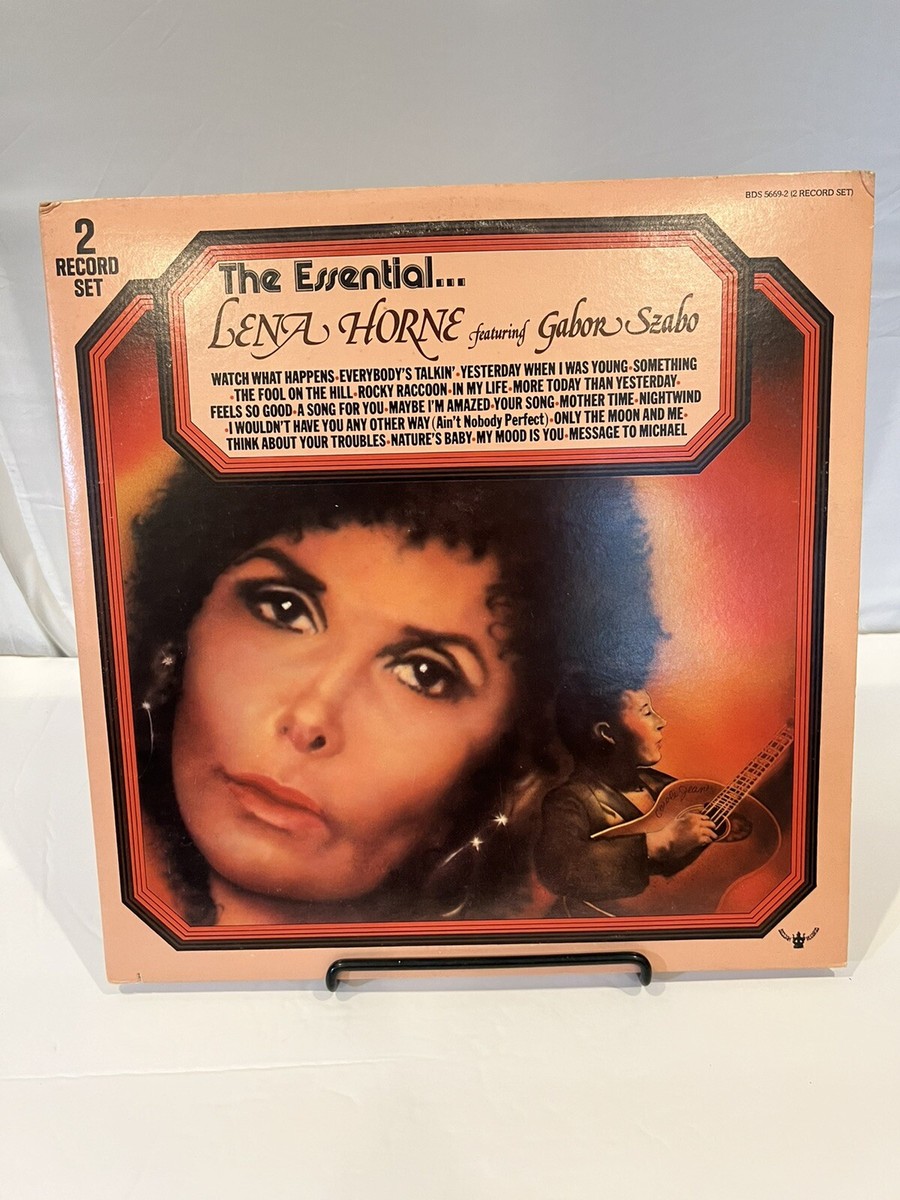 BDS 5669-2 (2 RECORD SET)
2
RECORD
SET
The Essential...
LENA HORNE featuring Gabor Szabo
WATCH WHAT HAPPENS•EVERYBODY'S TALKIN'•YESTERDAY WHEN I WAS YOUNG•SOMETHING
•THE FOOL ON THE HILL•ROCKY RACCOON•IN MY LIFE•MORE TODAY THAN YESTERDAY•
FEELS SO GOOD•A SONG FOR YOU•MAYBE I'M AMAZED•YOUR SONG•MOTHER TIME•NIGHTWIND
•I WOULDN'T HAVE YOU ANY OTHER WAY (Ain't Nobody Perfect)•ONLY THE MOON AND ME•
THINK ABOUT YOUR TROUBLES•NATURE'S BABY•MY MOOD IS YOU•MESSAGE TO MICHAEL